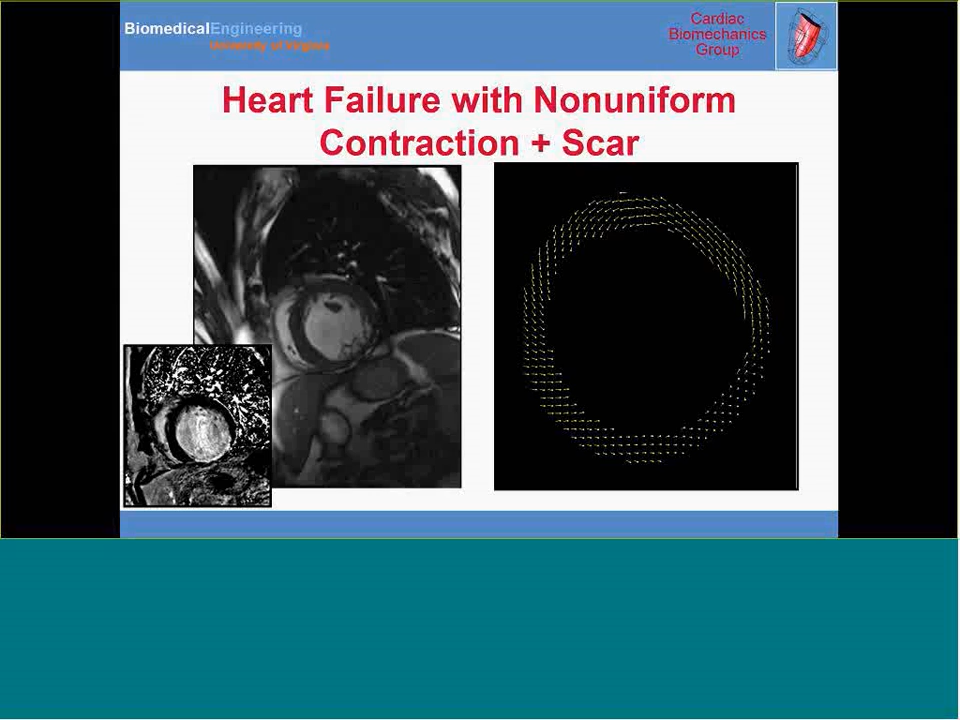 BiomedicalEngineering
University of Virginia
Cardiac
Biomechanics
Group
Heart Failure with Nonuniform
Contraction + Scar